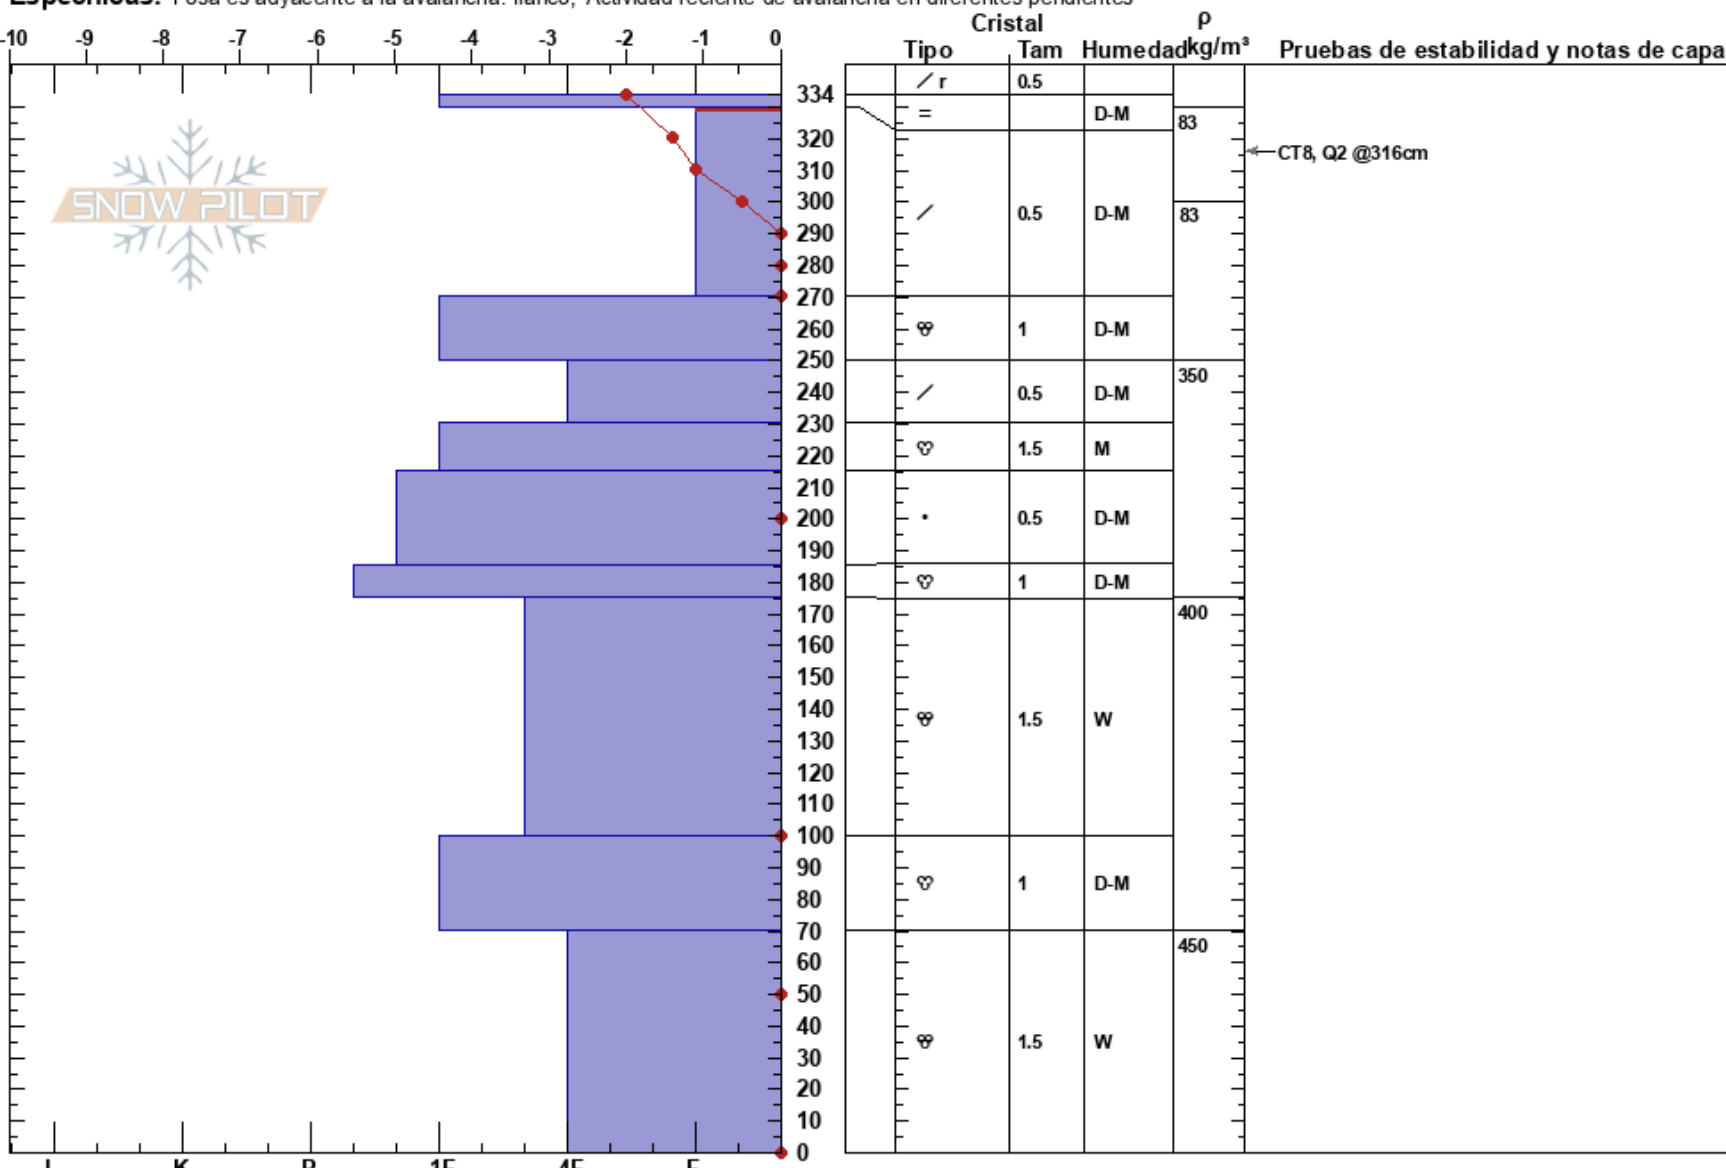 Específicos: Fosa es adyacente a la avalancha: flanco, Actividad reciente de avalancha en diferentes pendientes
Cristal ρ
-10 -9 -8 -7 -6 -5 -4 -3 -2 -1 0 Tipo Tam Humedad kg/m³ Pruebas de estabilidad y notas de capa
334 / r 0.5
= D-M 83
320
CT8, Q2 @316cm
310
SNOW PILOT
300 / 0.5 D-M 83
290
280
270
260 1 D-M
250 350
240 / 0.5 D-M
230
220 1.5 M
210
200 • 0.5 D-M
190
180 1 D-M
170 400
160
150
140 1.5 W
130
120
110
100
90 1 D-M
80
70 450
60
50
40 1.5 W
30
20
10
0
I K P 1F 4F F